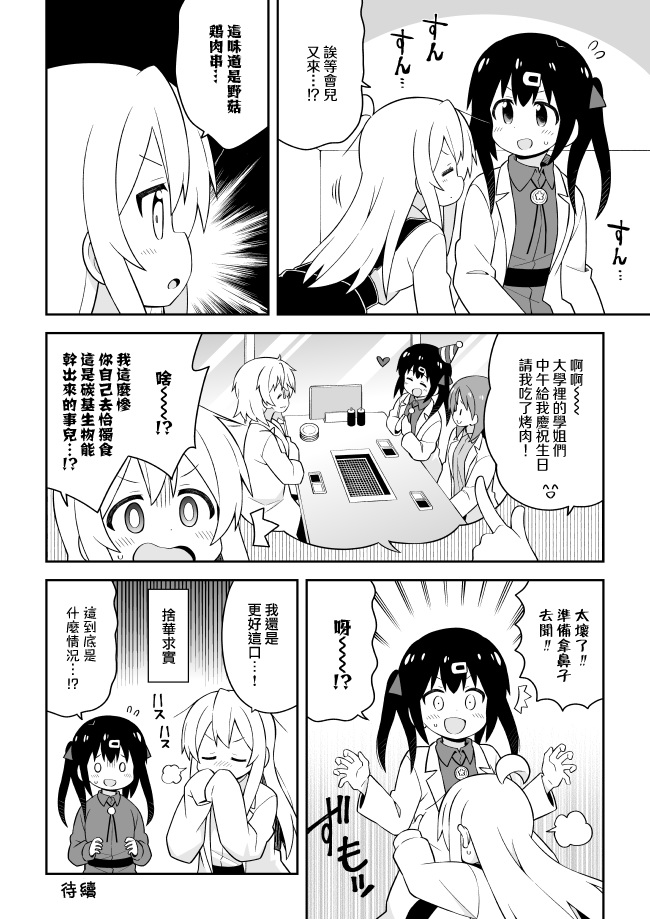 誒等會兒
又來…!?
すん…
すん…
這味道是野菇
鶏肉串…
啊啊~~
大學裡的學姐們
中午給我慶祝生日
請我吃了烤肉！
啥~~~!?
我這麼慘
你自己去恰獨食
這是碳基生物能
幹出來的事兒…!?
太壞了!!
準備拿鼻子
去聞!!
呀~~~!?
ずもっ!!
我還是
更好這口…!
捨華求實
ハス
ハス
這到底是
什麼情況…!?
待續